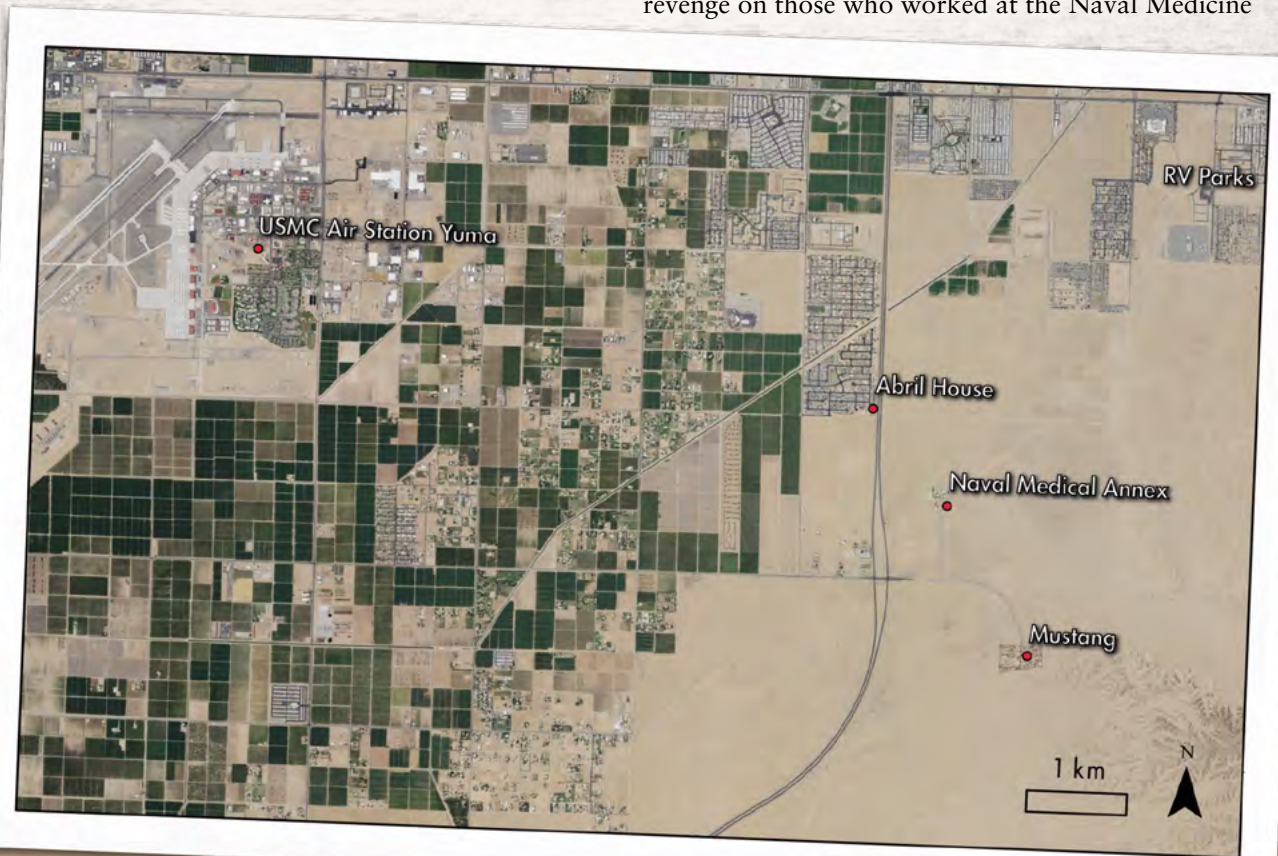 revenge on those who worked at the Naval Medicine
RV Parks
USMC Air Station Yuma
Abril House
Naval Medical Annex
Mustang
1 km
N